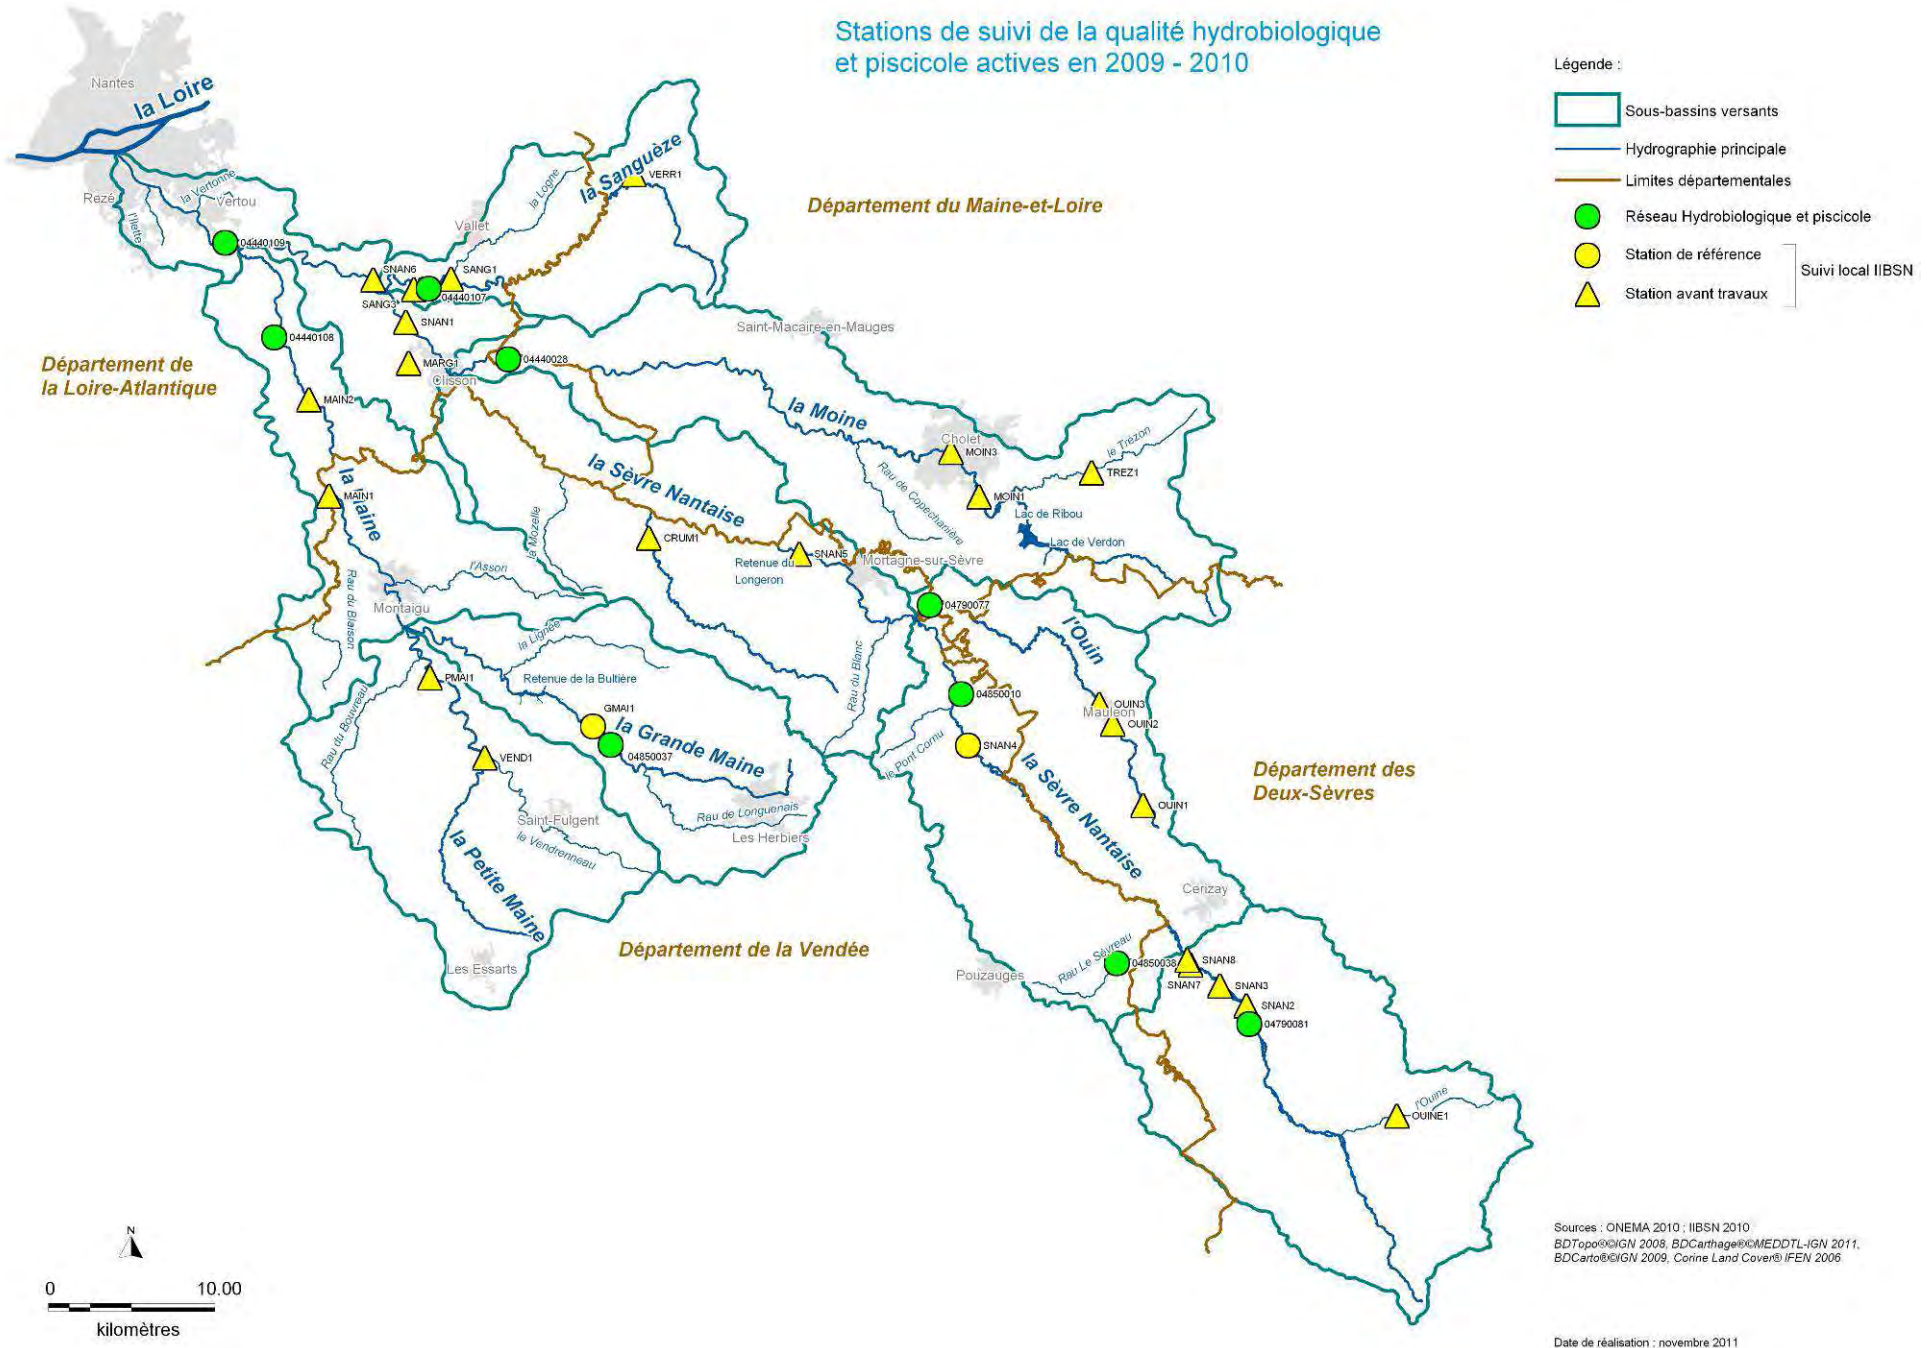 Stations de suivi de la qualité hydrobiologique
et piscicole actives en 2009 - 2010
Légende :
Sous-bassins versants
Hydrographie principale
Limites départementales
Réseau Hydrobiologique et piscicole
Station de référence
Station avant travaux
Suivi local IIBSN
Nantes
la Loire
Rezé
l'Ilette
la Vertonne
Vertou
04440109
la Sanguèze
VERR1
la Logne
Vallet
Département du Maine-et-Loire
SNAN6
SANG1
SANG3
04440107
SNAN1
MARG1
Clisson
04440028
04440108
MAIN2
Département de
la Loire-Atlantique
Saint-Macaire-en-Mauges
la Moine
Cholet
MOIN3
MOIN1
le Trézon
TREZ1
Rau de Copechanière
Lac de Ribou
Lac de Verdon
la Sèvre Nantaise
MAIN1
la Maine
la Mozelle
CRUM1
SNAN5
Retenue du
Longeron
Mortagne-sur-Sèvre
l'Asson
Rau du Blaison
Montaigu
04790077
l'Ouin
la Lignée
Rau du Blanc
PMAI1
Retenue de la Bultière
Rau du Bouvreau
GMAI1
la Grande Maine
04850037
04850010
OUIN3
Mauléon
OUIN2
le Pont Cornu
SNAN4
la Sèvre Nantaise
VEND1
Département des
Deux-Sèvres
OUIN1
Saint-Fulgent
Rau de Longuenais
Les Herbiers
la Vendrenneau
la Petite Maine
Cerizay
Département de la Vendée
Les Essarts
Pouzauges
Rau Le Sévreau
04850038
SNAN8
SNAN7
SNAN3
SNAN2
04790081
l'Ouine
OUINE1
N
0 10.00
kilomètres
Sources : ONEMA 2010 ; IIBSN 2010
BDTopo®©IGN 2008, BDCarthage®©MEDDTL-IGN 2011,
BDCarto®©IGN 2009, Corine Land Cover® IFEN 2006
Date de réalisation : novembre 2011